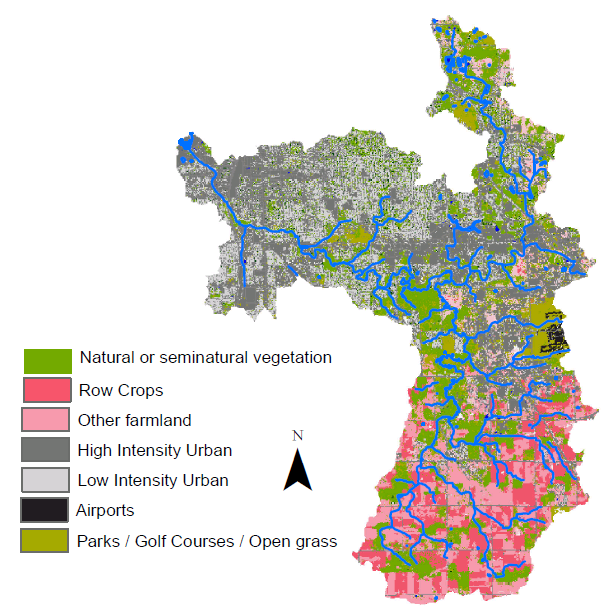 Natural or seminatural vegetation
Row Crops
Other farmland
N
High Intensity Urban
Low Intensity Urban
Airports
Parks / Golf Courses / Open grass